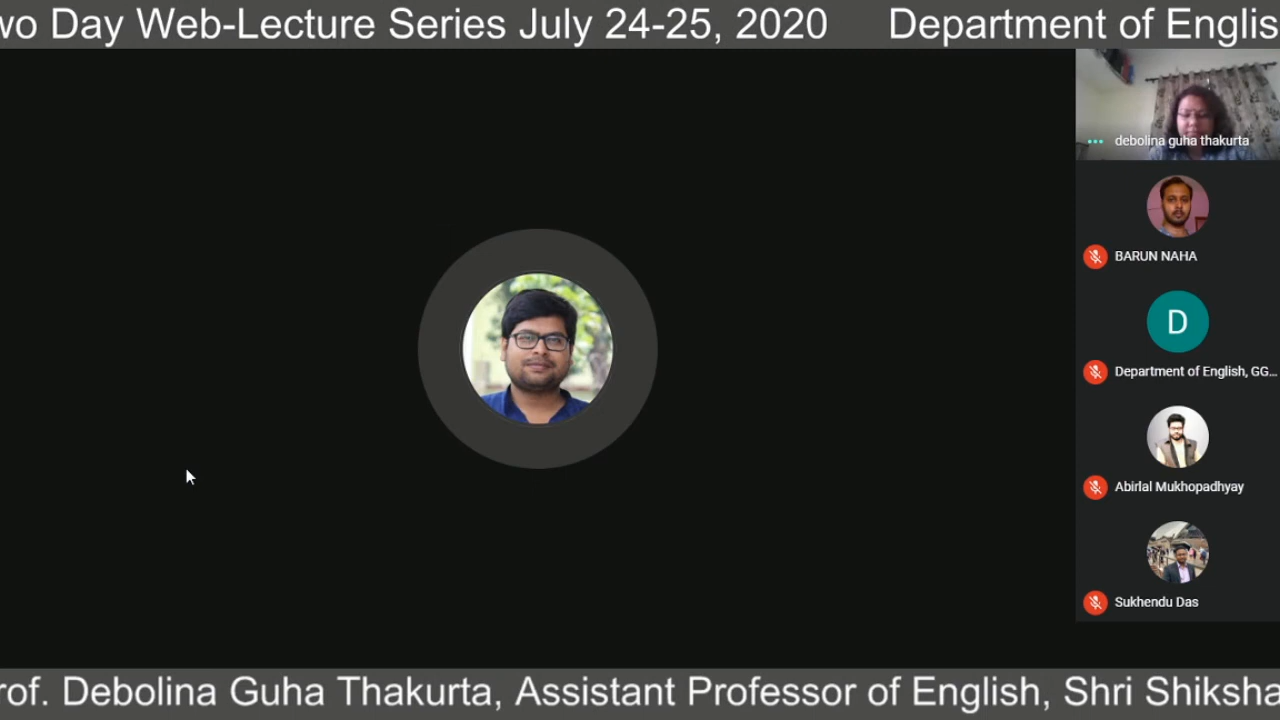 wo Day Web-Lecture Series July 24-25, 2020 Department of Englis
debolina guha thakurta
BARUN NAHA
D
Department of English, GG...
Abirlal Mukhopadhyay
Sukhendu Das
rof. Debolina Guha Thakurta, Assistant Professor of English, Shri Shiksha